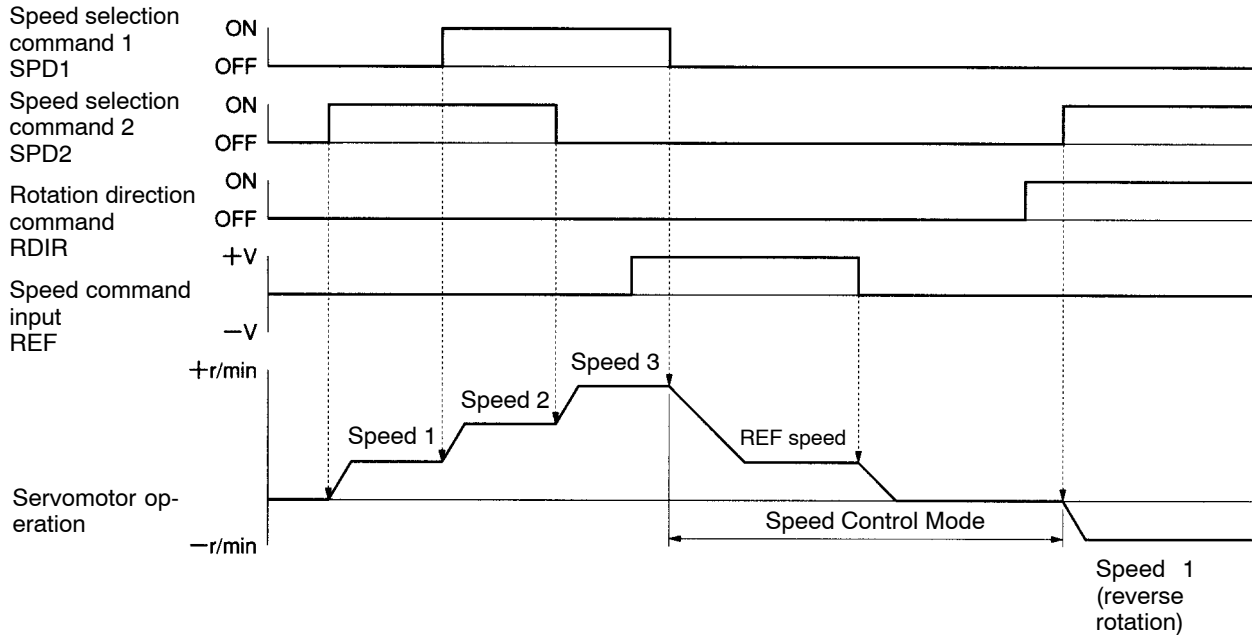 Speed selection
command 1
SPD1
ON
OFF
Speed selection
command 2
SPD2
ON
OFF
Rotation direction
command
RDIR
ON
OFF
Speed command
input
REF
+V
−V
+r/min
Speed 3
Speed 2
Speed 1
REF speed
Servomotor op-
eration
Speed Control Mode
−r/min
Speed 1
(reverse
rotation)